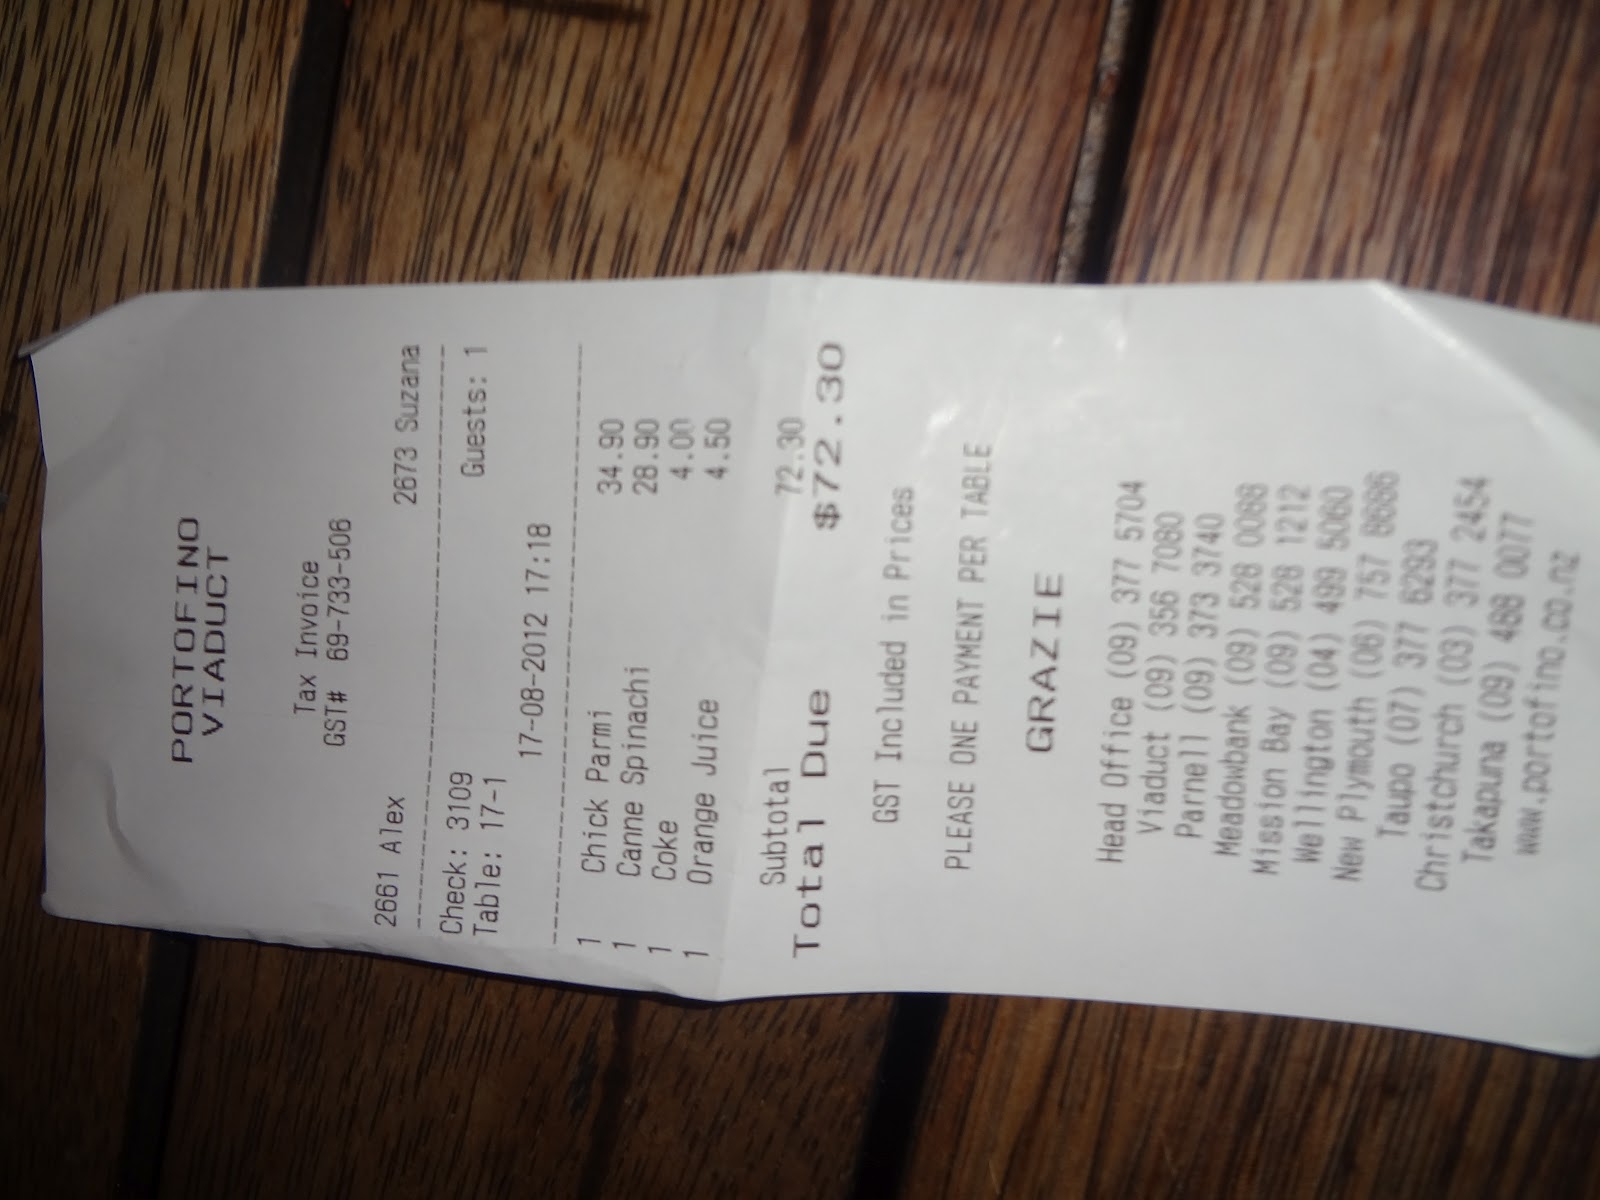 PORTOFINO
VIADUCT
Tax Invoice
GST# 69-733-506
2661 Alex 2673 Suzana
Check: 3109 Guests: 1
Table: 17-1
17-08-2012 17:18
1 Chick Parmi 34.90
1 Canne Spinachi 28.90
1 Coke 4.00
1 Orange Juice 4.50
Subtotal 72.30
Total Due $72.30
GST Included in Prices
PLEASE ONE PAYMENT PER TABLE
GRAZIE
Head Office (09) 377 5704
Viaduct (09) 356 7080
Parnell (09) 373 3740
Meadowbank (09) 528 0088
Mission Bay (09) 528 1212
Wellington (04) 499 5060
New Plymouth (06) 757 8686
Taupo (07) 377 6293
Christchurch (03) 377 2454
Takapuna (09) 488 0077
www.portofino.co.nz